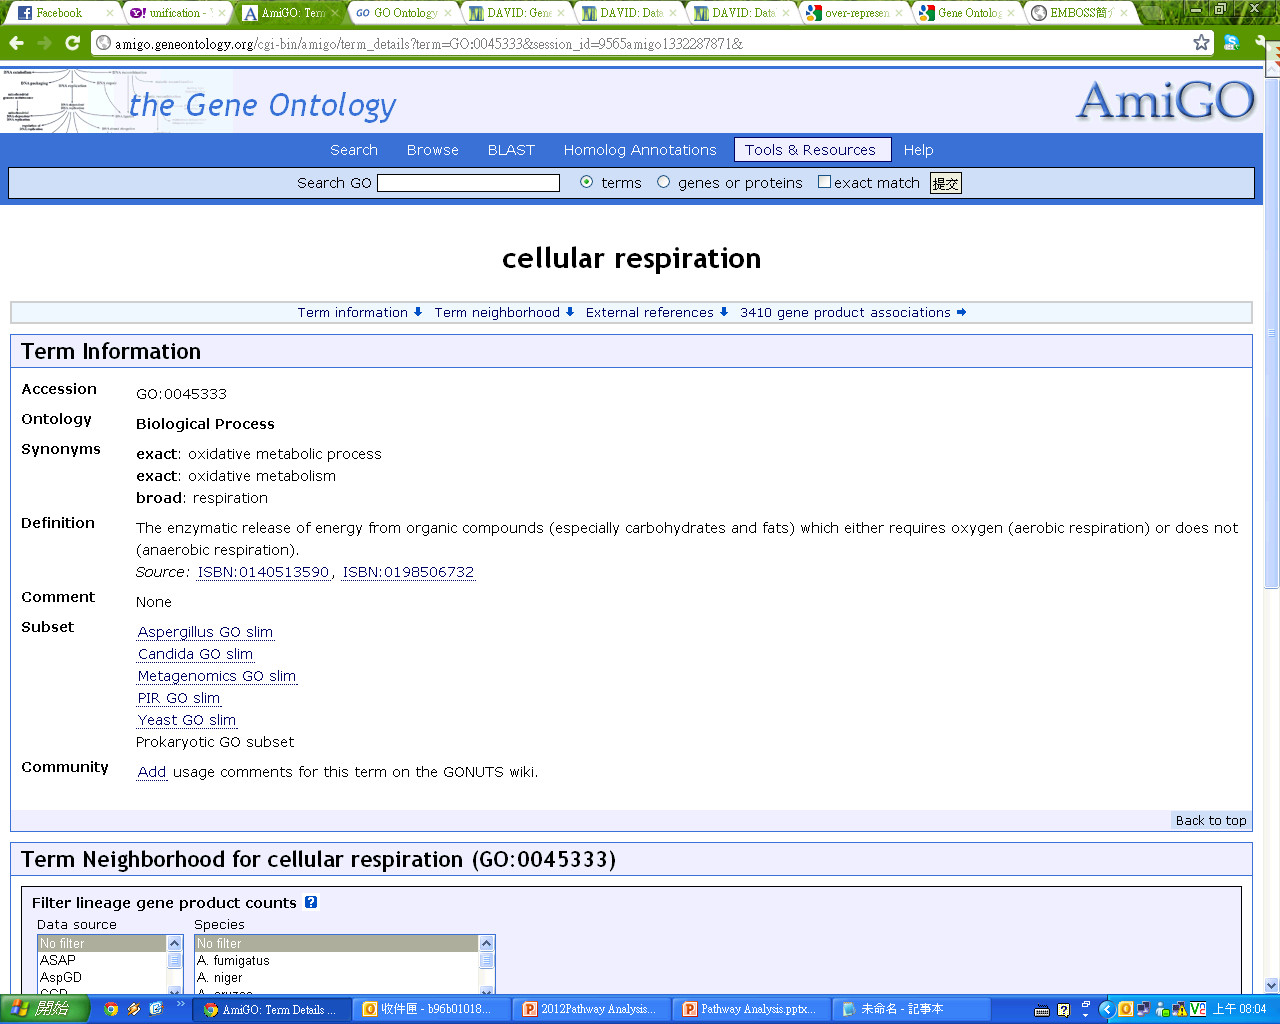 Facebook
unification -
AmiGO: Term
GO Ontology
DAVID: Gene
DAVID: Data
DAVID: Data
over-represen
Gene Ontolog
EMBOSS簡
amigo.geneontology.org/cgi-bin/amigo/term_details?term=GO:0045333&session_id=9565amigo1332287871&
the Gene Ontology
AmiGO
Search Browse BLAST Homolog Annotations Tools & Resources Help
Search GO terms genes or proteins exact match 提交
cellular respiration
Term information Term neighborhood External references 3410 gene product associations
Term Information
Accession GO:0045333
Ontology Biological Process
Synonyms exact: oxidative metabolic process
exact: oxidative metabolism
broad: respiration
Definition The enzymatic release of energy from organic compounds (especially carbohydrates and fats) which either requires oxygen (aerobic respiration) or does not
(anaerobic respiration).
Source: ISBN:0140513590, ISBN:0198506732
Comment None
Subset Aspergillus GO slim
Candida GO slim
Metagenomics GO slim
PIR GO slim
Yeast GO slim
Prokaryotic GO subset
Community Add usage comments for this term on the GONUTS wiki.
Back to top
Term Neighborhood for cellular respiration (GO:0045333)
Filter lineage gene product counts ?
Data source Species
No filter No filter
ASAP A. fumigatus
AspGD A. niger
開始
AmiGO: Term Details ...
收件匣 - b96b01018...
2012Pathway Analysis...
Pathway Analysis.pptx...
未命名 - 記事本
上午 08:04